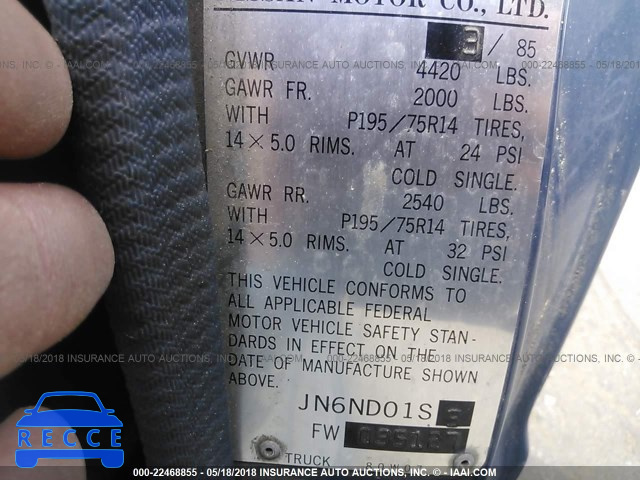 MOTOR CO., LTD.
3 / 85
GVWR 4420 LBS.
GAWR FR. 2000 LBS.
WITH P195/75R14 TIRES,
14 × 5.0 RIMS. AT 24 PSI
COLD SINGLE.
GAWR RR. 2540 LBS.
WITH P195/75R14 TIRES,
14 × 5.0 RIMS. AT 32 PSI
COLD SINGLE.
THIS VEHICLE CONFORMS TO
ALL APPLICABLE FEDERAL
MOTOR VEHICLE SAFETY STAN-
DARDS IN EFFECT ON THE
DATE OF MANUFACTURE SHOWN
ABOVE.
JN6ND01S
FW
TRUCK
000-22468855 - 05/18/2018 - INSURANCE AUTO AUCTIONS, INC. - © IAAI.COM
RECCE